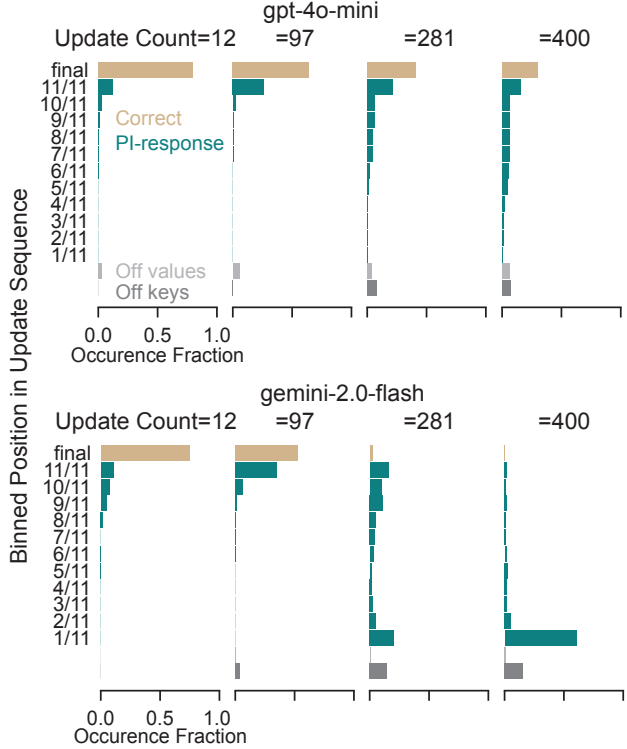 gpt-4o-mini
Update Count=12 =97 =281 =400
final
11/11
10/11
9/11
8/11
7/11
6/11
5/11
4/11
3/11
2/11
1/11
Correct
PI-response
Off values
Off keys
0.0 0.5 1.0
Occurence Fraction
Binned Position in Update Sequence
gemini-2.0-flash
Update Count=12 =97 =281 =400
final
11/11
10/11
9/11
8/11
7/11
6/11
5/11
4/11
3/11
2/11
1/11
0.0 0.5 1.0
Occurence Fraction